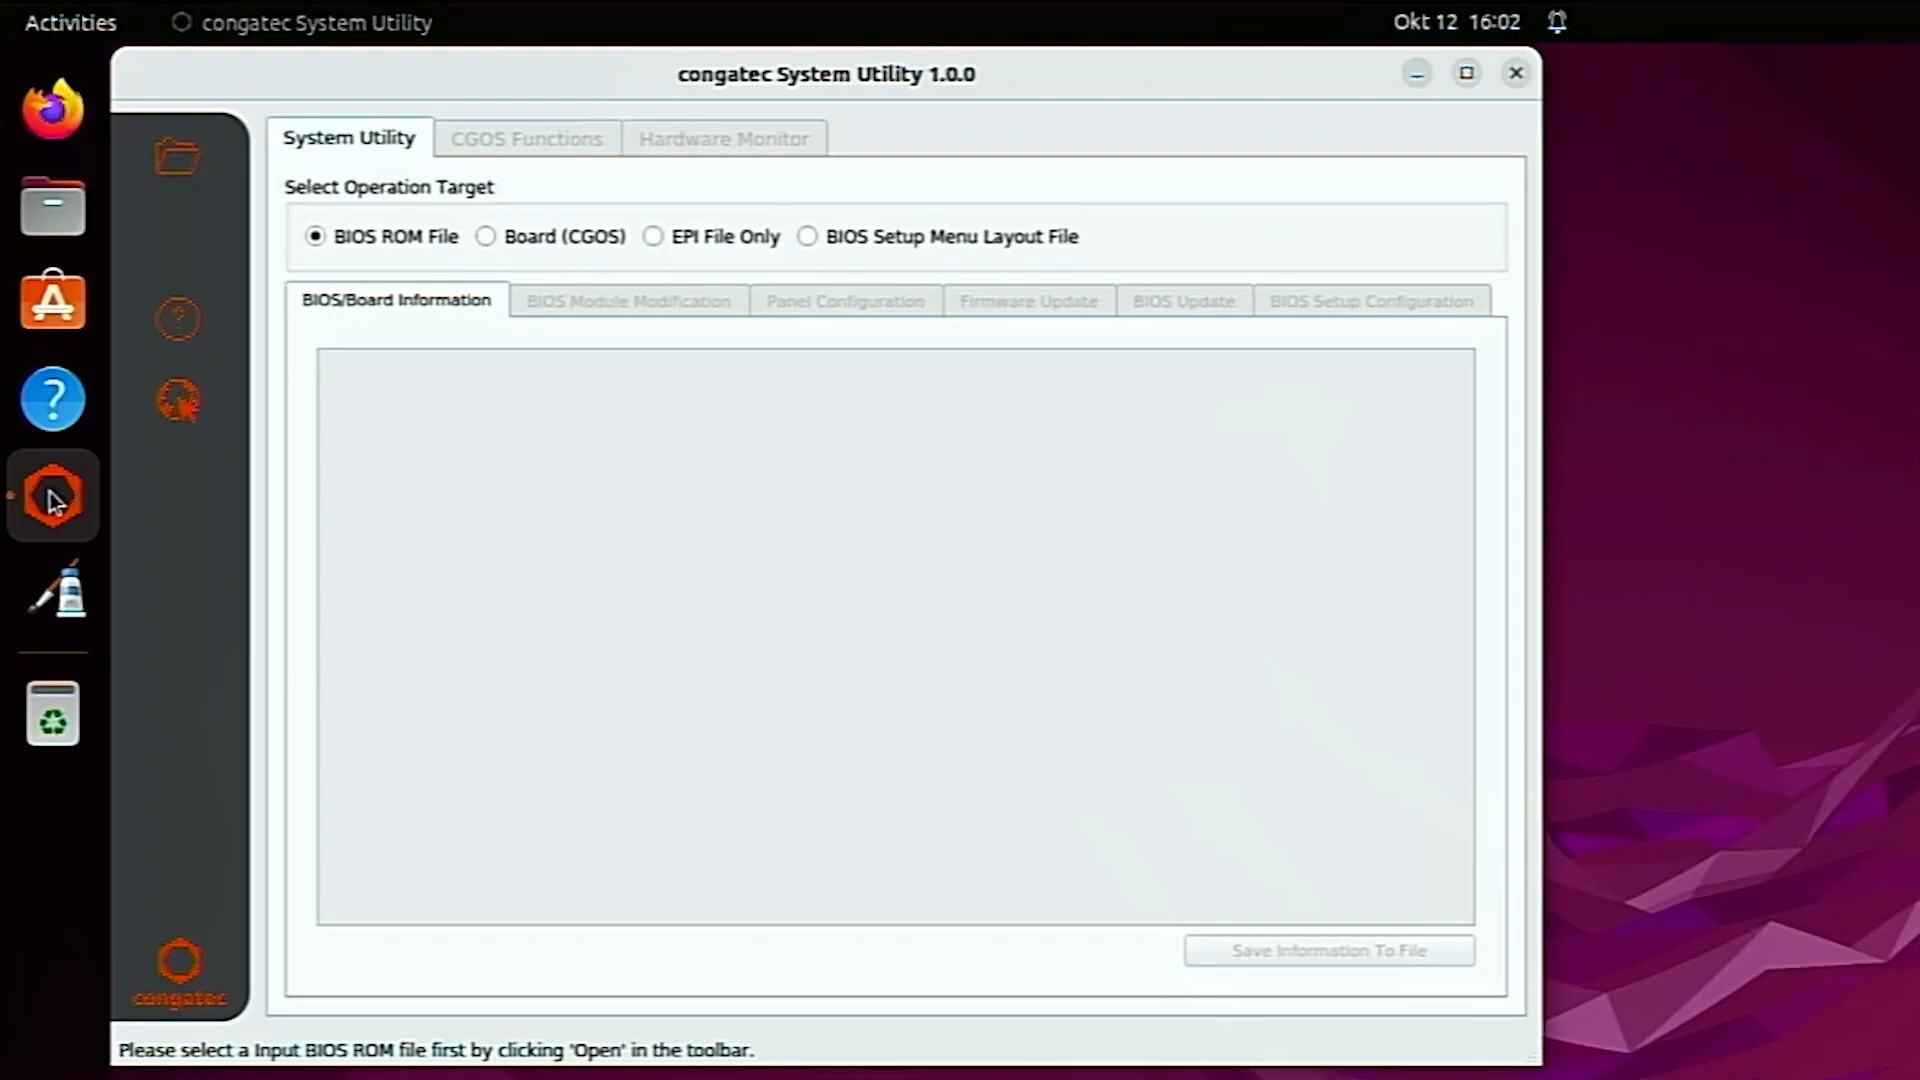 Activities
congatec System Utility
Okt 12 16:02
congatec System Utility 1.0.0
System Utility
CGOS Functions
Hardware Monitor
Select Operation Target
BIOS ROM File
Board (CGOS)
EPI File Only
BIOS Setup Menu Layout File
BIOS/Board Information
BIOS Module Modification
Panel Configuration
Firmware Update
BIOS Update
BIOS Setup Configuration
Save Information To File
congatec
Please select a Input BIOS ROM file first by clicking 'Open' in the toolbar.